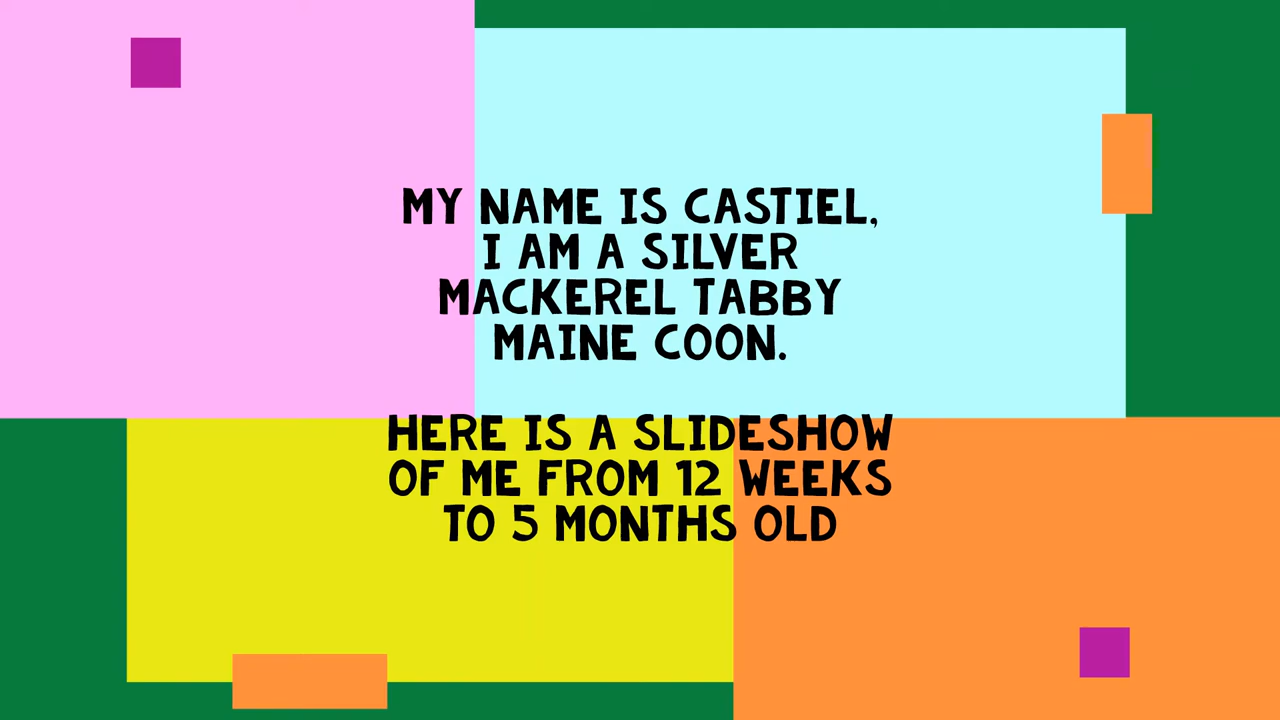 MY NAME IS CASTIEL,
I AM A SILVER
MACKEREL TABBY
MAINE COON.
HERE IS A SLIDESHOW
OF ME FROM 12 WEEKS
TO 5 MONTHS OLD